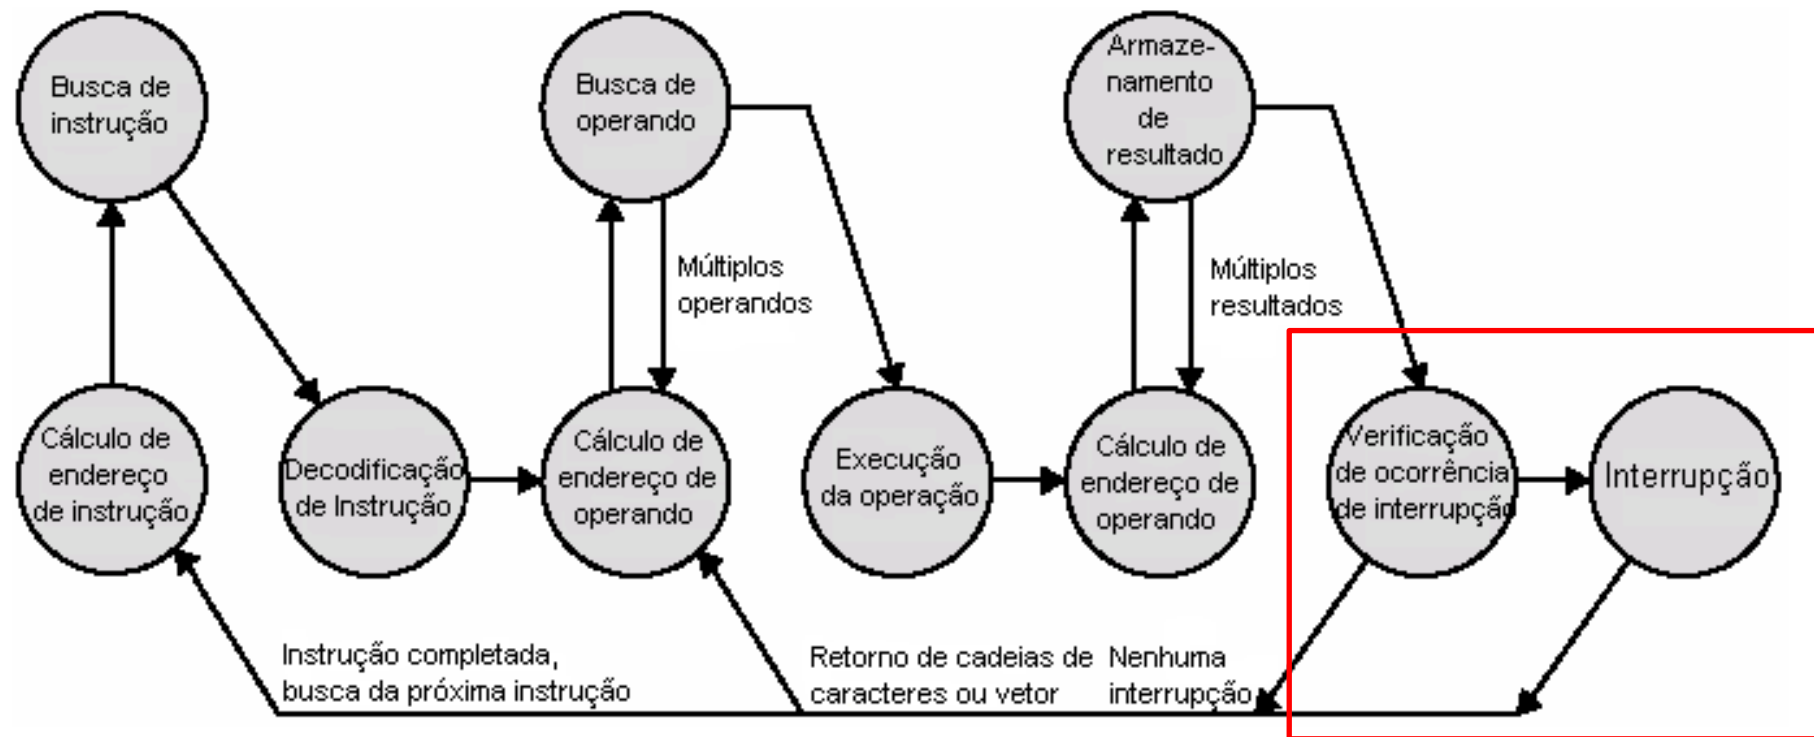 Busca de
instrução
Busca de
operando
Armaze-
namento
de
resultado
Múltiplos
operandos
Múltiplos
resultados
Cálculo de
endereço
de instrução
Decodificação
de Instrução
Cálculo de
endereço de
operando
Execução
da operação
Cálculo de
endereço de
operando
Verificação
de ocorrência
de interrupção
Interrupção
Instrução completada,
busca da próxima instrução
Retorno de cadeias de
caracteres ou vetor
Nenhuma
interrupção